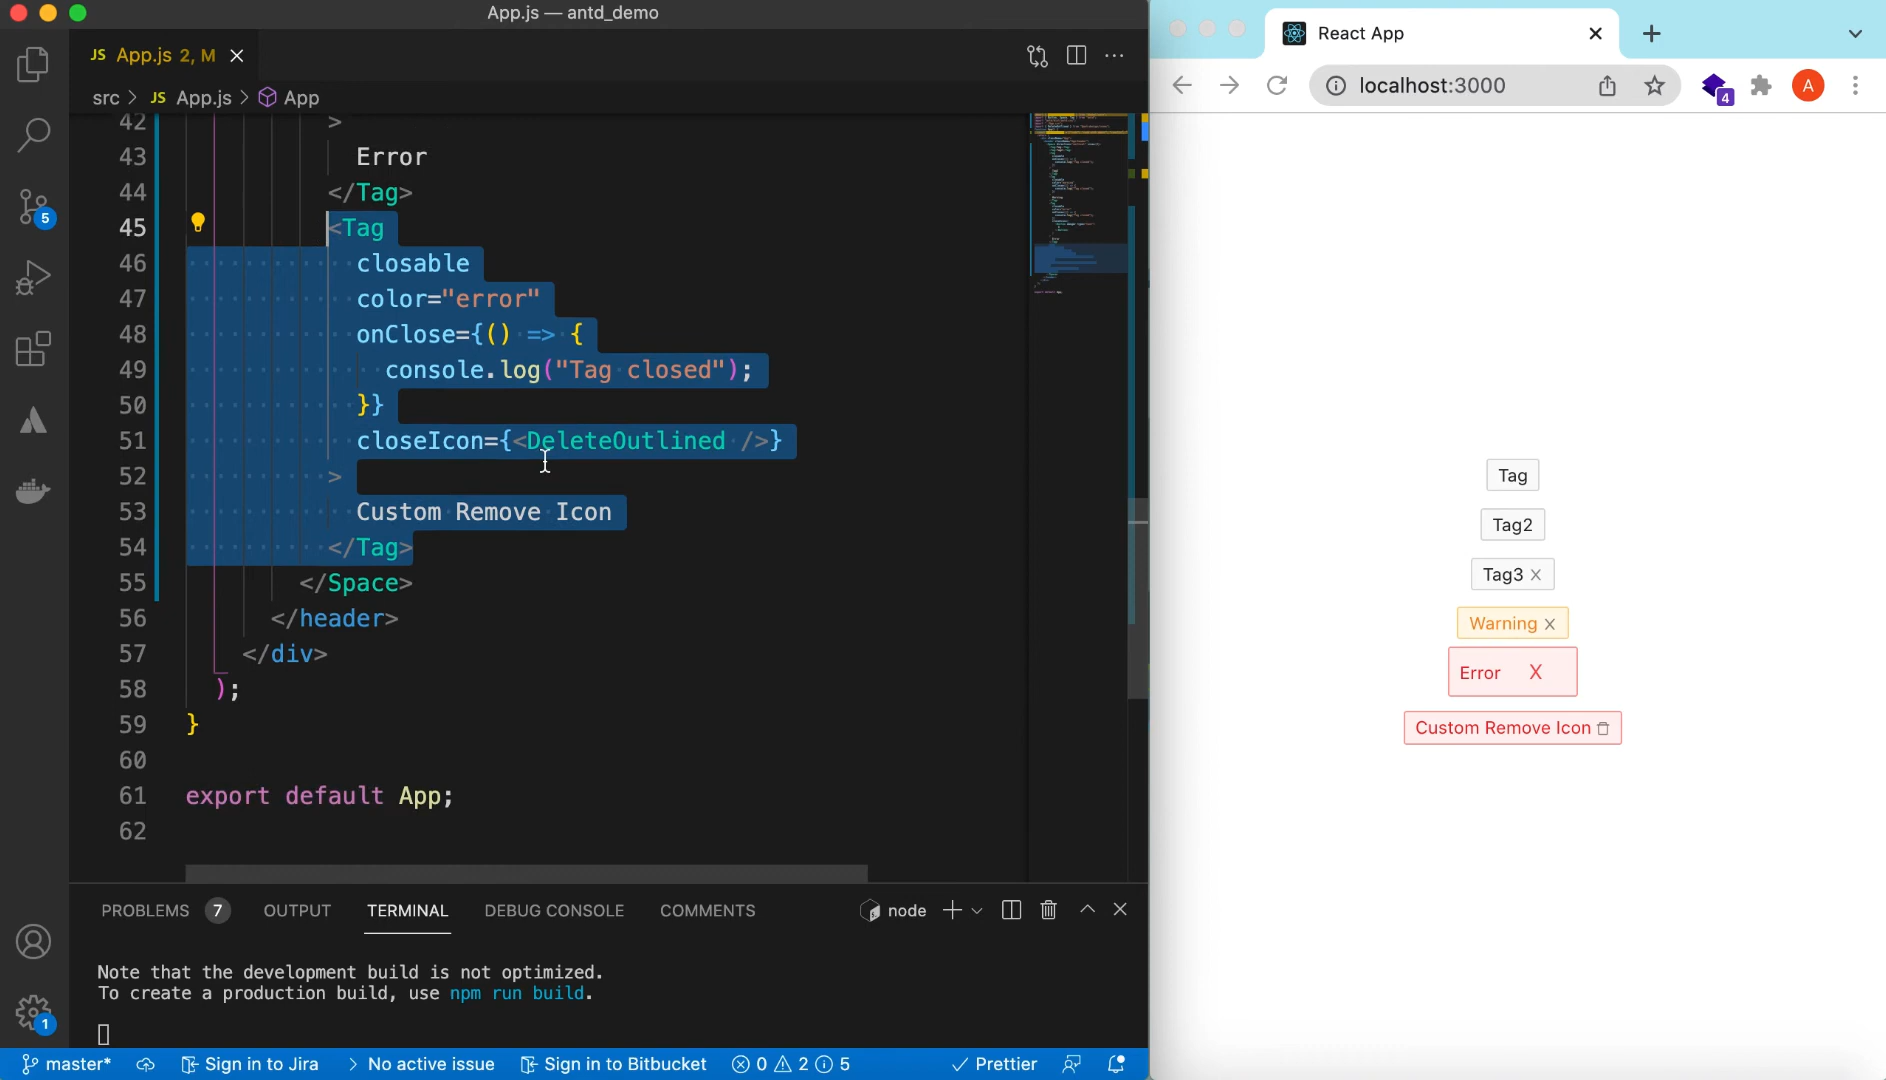 App.js — antd_demo
JS App.js 2, M
src > JS App.js > App
42 >
43 Error
44 </Tag>
45 <Tag
46 closable
47 color="error"
48 onClose={() => {
49 console.log("Tag closed");
50 }}
51 closeIcon={<DeleteOutlined />}
52 >
53 Custom Remove Icon
54 </Tag>
55 </Space>
56 </header>
57 </div>
58 );
59 }
60
61 export default App;
62
PROBLEMS 7 OUTPUT TERMINAL DEBUG CONSOLE COMMENTS node
Note that the development build is not optimized.
To create a production build, use npm run build.
5
1
master* Sign in to Jira > No active issue Sign in to Bitbucket 0 2 5 Prettier
React App
localhost:3000 4 A
Tag
Tag2
Tag3
Warning
Error X
Custom Remove Icon